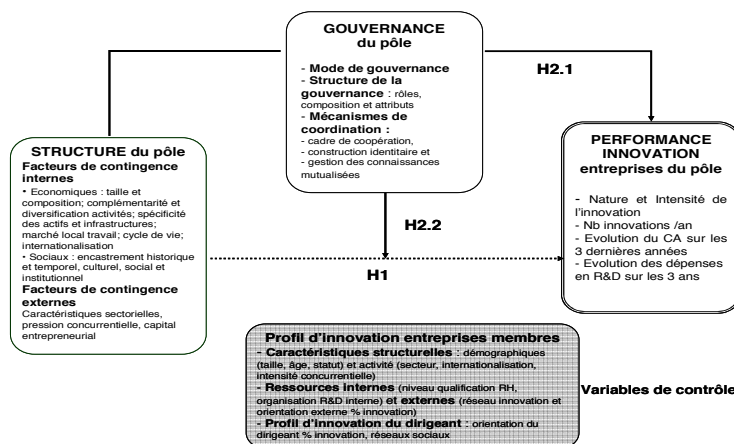 GOUVERNANCE
du pôle
- Mode de gouvernance
- Structure de la
gouvernance : rôles,
composition et attributs
- Mécanismes de
coordination :
- cadre de coopération,
- construction identitaire et
- gestion des connaissances
mutualisées
H2.1
STRUCTURE du pôle
Facteurs de contingence
internes
• Economiques : taille et
composition; complémentarité et
diversification activités; spécificité
des actifs et infrastructures;
marché local travail; cycle de vie;
internationalisation
• Sociaux : encastrement historique
et temporel, culturel, social et
institutionnel
Facteurs de contingence
externes
Caractéristiques sectorielles,
pression concurrentielle, capital
entrepreneurial
H2.2
H1
PERFORMANCE
INNOVATION
entreprises du pôle
- Nature et Intensité de
l'innovation
- Nb innovations /an
- Evolution du CA sur les
3 dernières années
- Evolution des dépenses
en R&D sur les 3 ans
Profil d'innovation entreprises membres
- Caractéristiques structurelles : démographiques
(taille, âge, statut) et activité (secteur, internationalisation,
intensité concurrentielle)
- Ressources internes (niveau qualification RH,
organisation R&D interne) et externes (réseau innovation et
orientation externe % innovation)
- Profil d'innovation du dirigeant : orientation du
dirigeant % innovation, réseaux sociaux
Variables de contrôle